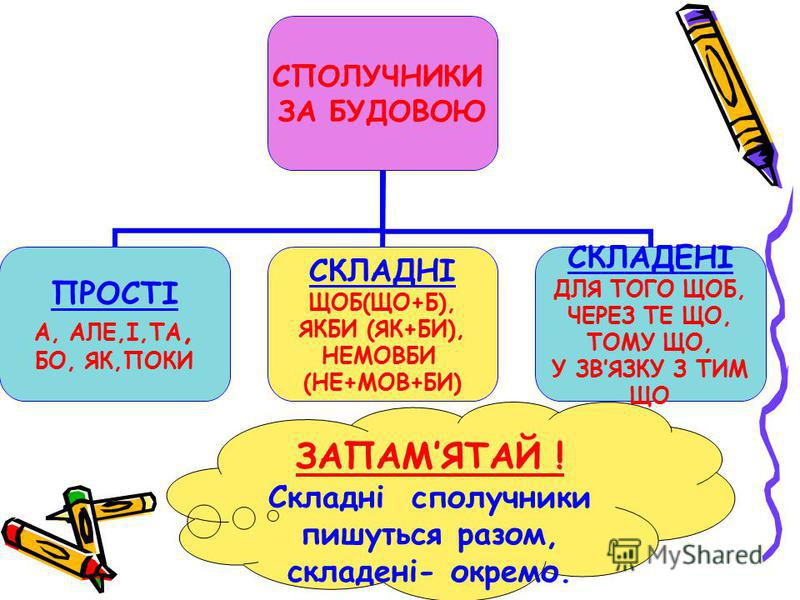 СПОЛУЧНИКИ
ЗА БУДОВОЮ
ПРОСТІ
А, АЛЕ,І,ТА,
БО, ЯК,ПОКИ
СКЛАДНІ
ЩОБ(ЩО+Б),
ЯКБИ (ЯК+БИ),
НЕМОВБИ
(НЕ+МОВ+БИ)
СКЛАДЕНІ
ДЛЯ ТОГО ЩОБ,
ЧЕРЕЗ ТЕ ЩО,
ТОМУ ЩО,
У ЗВ’ЯЗКУ З ТИМ
ЩО
ЗАПАМ’ЯТАЙ !
Складні сполучники
пишуться разом,
складені- окремо.
MyShared